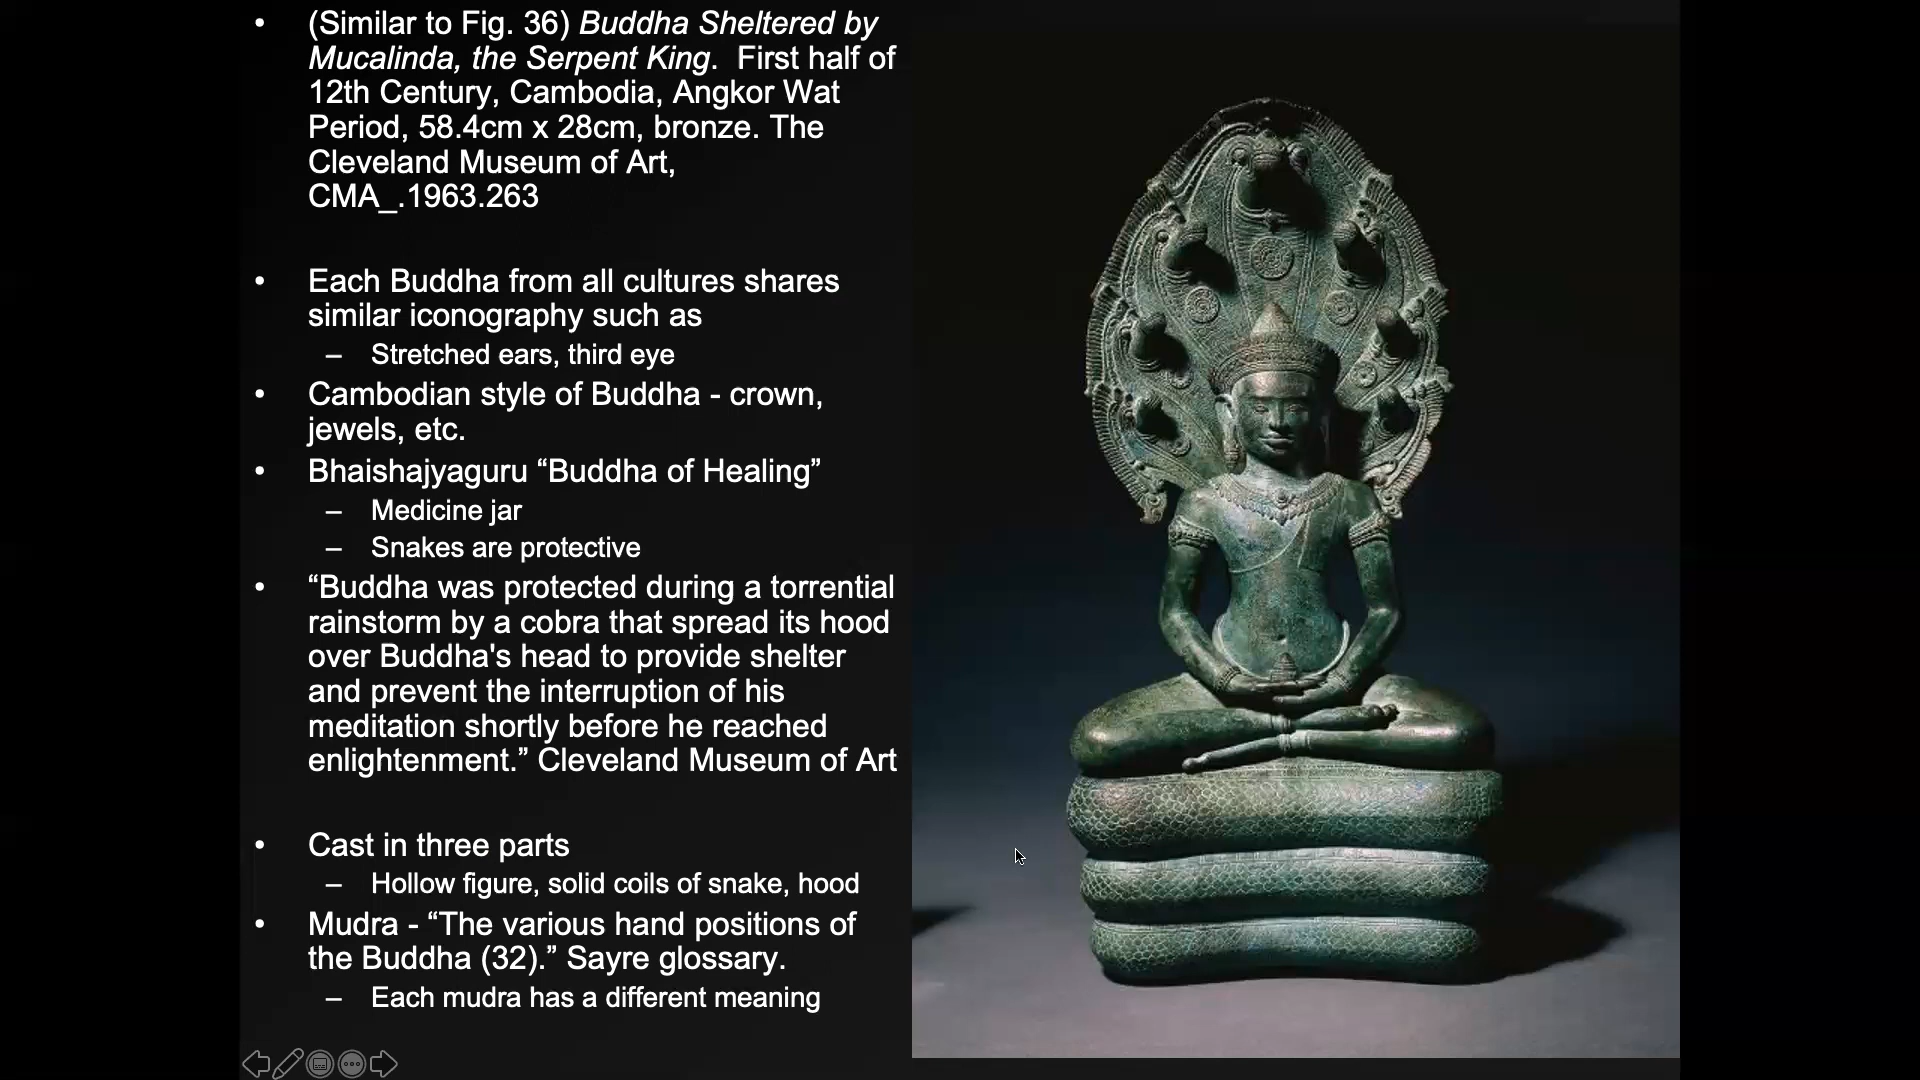 • (Similar to Fig. 36) Buddha Sheltered by
Mucalinda, the Serpent King.  First half of
12th Century, Cambodia, Angkor Wat
Period, 58.4cm x 28cm, bronze. The
Cleveland Museum of Art,
CMA_.1963.263
• Each Buddha from all cultures shares
similar iconography such as
– Stretched ears, third eye
• Cambodian style of Buddha - crown,
jewels, etc.
• Bhaishajyaguru “Buddha of Healing”
– Medicine jar
– Snakes are protective
• “Buddha was protected during a torrential
rainstorm by a cobra that spread its hood
over Buddha's head to provide shelter
and prevent the interruption of his
meditation shortly before he reached
enlightenment.” Cleveland Museum of Art
• Cast in three parts
– Hollow figure, solid coils of snake, hood
• Mudra - “The various hand positions of
the Buddha (32).” Sayre glossary.
– Each mudra has a different meaning